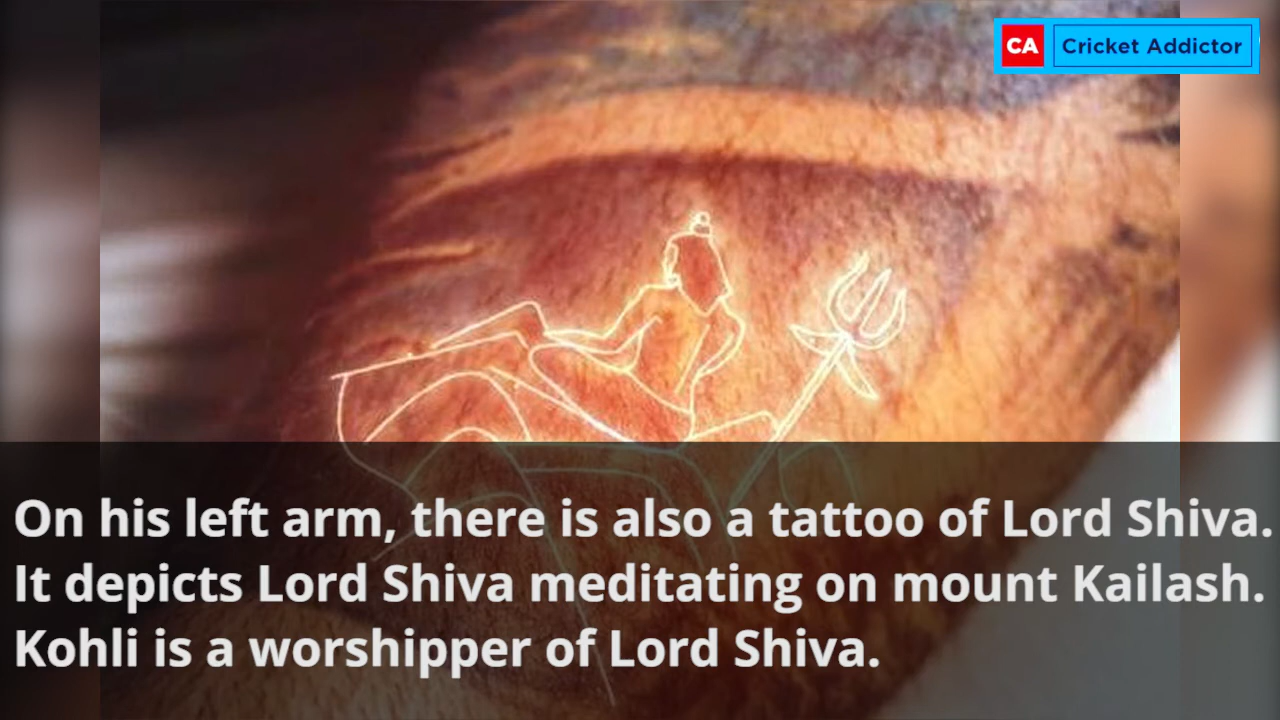 CA Cricket Addictor
On his left arm, there is also a tattoo of Lord Shiva.
It depicts Lord Shiva meditating on mount Kailash.
Kohli is a worshipper of Lord Shiva.